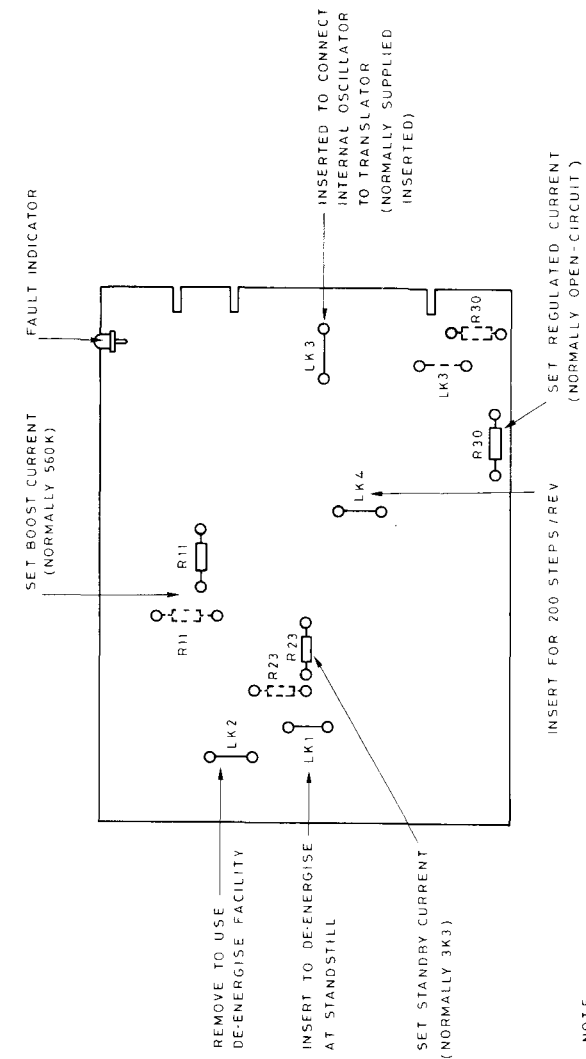 FAULT INDICATOR
SET BOOST CURRENT
(NORMALLY 560K)
INSERTED TO CONNECT
INTERNAL OSCILLATOR
TO TRANSLATOR
(NORMALLY SUPPLIED
INSERTED)
R11
R11
LK3
R30
LK3
R30
LK4
R23
R23
LK2
LK1
REMOVE TO USE
DE-ENERGISE FACILITY
INSERT TO DE-ENERGISE
AT STANDSTILL
SET STANDBY CURRENT
(NORMALLY 3K3)
INSERT FOR 200 STEPS/REV
SET REGULATED CURRENT
(NORMALLY OPEN-CIRCUIT)
NOTE